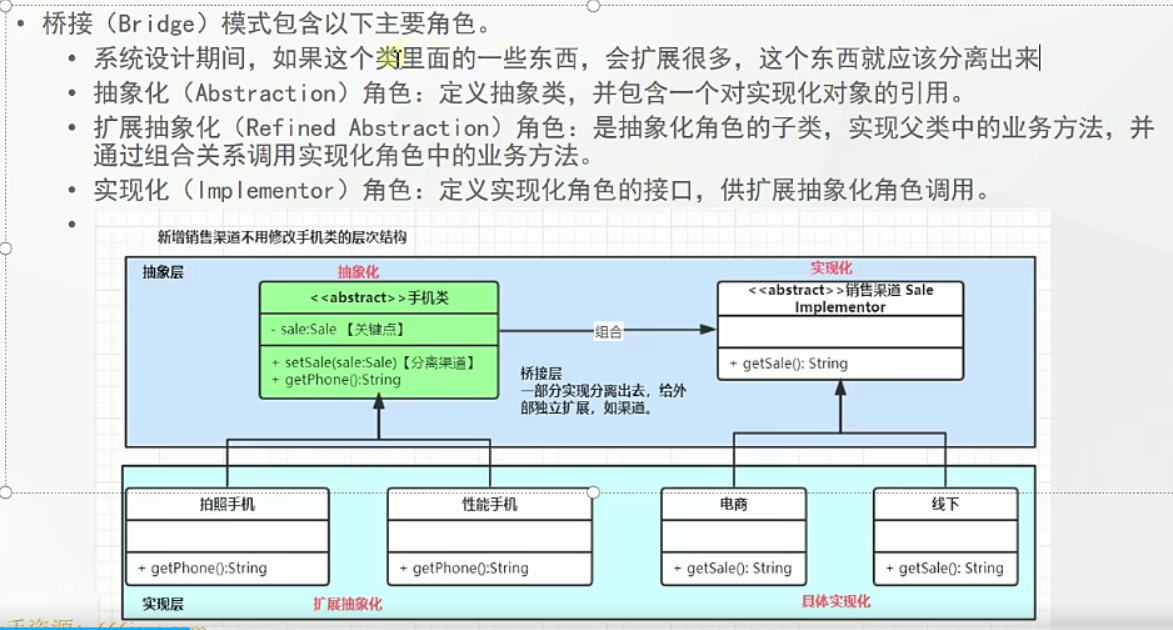 • 桥接（Bridge）模式包含以下主要角色。
• 系统设计期间，如果这个类里面的一些东西，会扩展很多，这个东西就应该分离出来
• 抽象化（Abstraction）角色：定义抽象类，并包含一个对实现化对象的引用。
• 扩展抽象化（Refined Abstraction）角色：是抽象化角色的子类，实现父类中的业务方法，并
通过组合关系调用实现化角色中的业务方法。
• 实现化（Implementor）角色：定义实现化角色的接口，供扩展抽象化角色调用。
•
新增销售渠道不用修改手机类的层次结构
抽象层
抽象化
<<abstract>>手机类
- sale:Sale 【关键点】
+ setSale(sale:Sale)【分离渠道】
+ getPhone():String
组合
桥接层
一部分实现分离出去，给外
部独立扩展，如渠道。
实现化
<<abstract>>销售渠道 Sale
Implementor
+ getSale(): String
拍照手机
+ getPhone():String
性能手机
+ getPhone():String
电商
+ getSale(): String
线下
+ getSale(): String
实现层
扩展抽象化
具体实现化